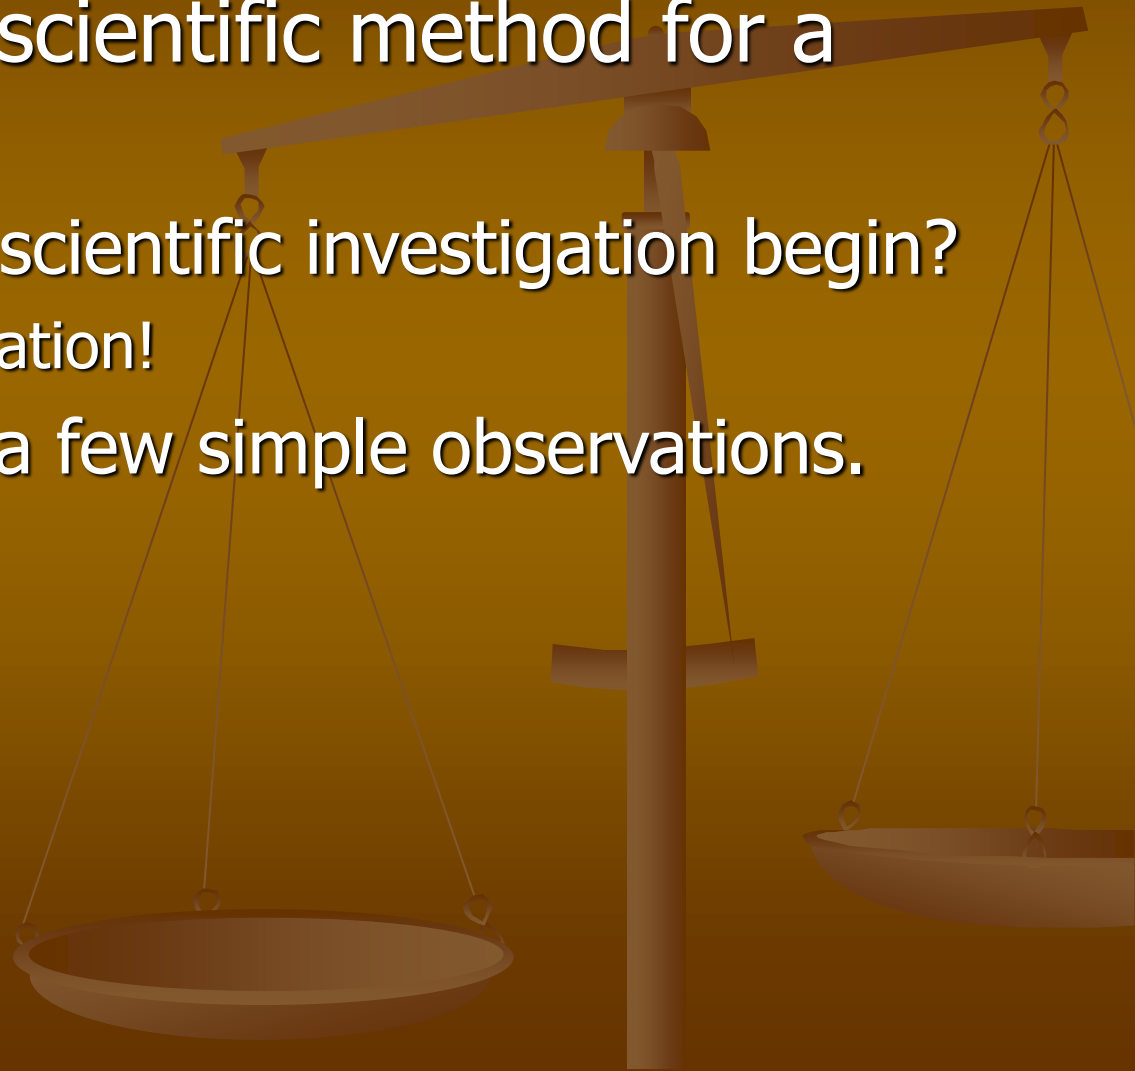 scientific method for a
scientific investigation begin?
ation!
a few simple observations.